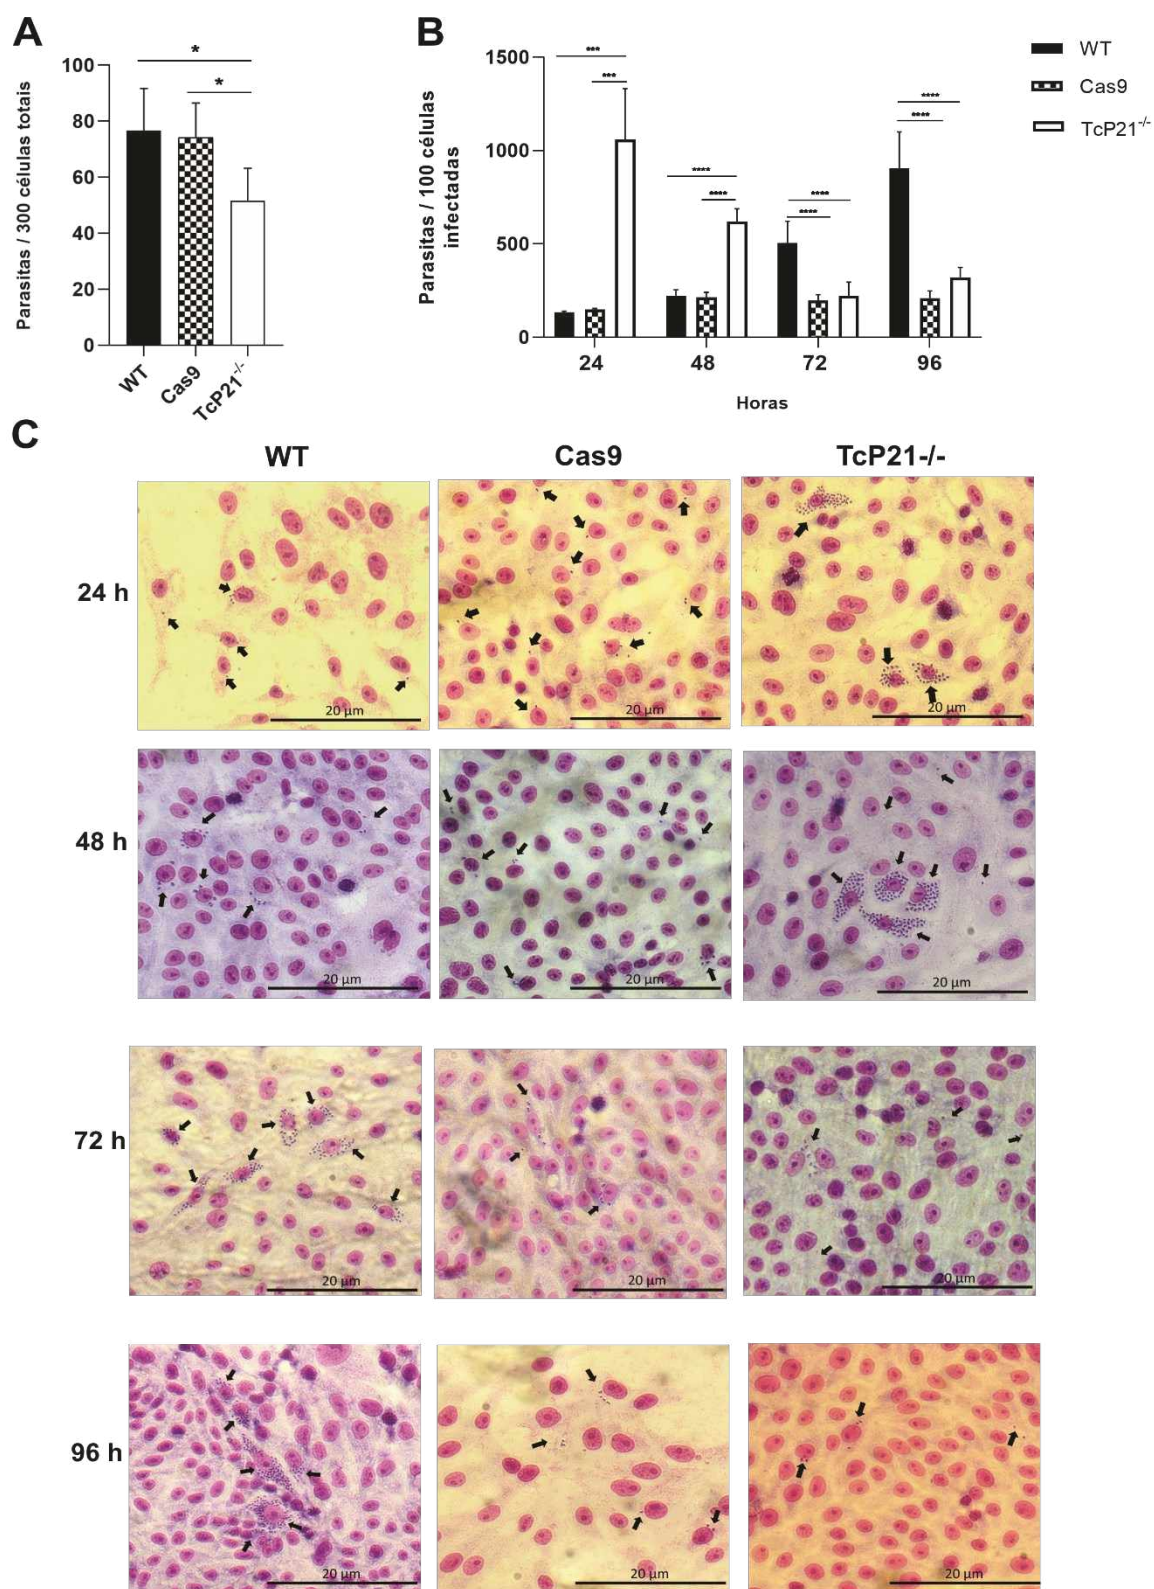 A
Parasitas / 300 células totais
100
80
60
40
20
0
*
*
WT
Cas9
TcP21-/-
B
Parasitas / 100 células
infectadas
1500
1000
500
0
***
***
****
****
****
****
****
****
24
48
72
96
Horas
WT
Cas9
TcP21-/-
C
WT
Cas9
TcP21-/-
24 h
20 µm
20 µm
20 µm
48 h
20 µm
20 µm
20 µm
72 h
20 µm
20 µm
20 µm
96 h
20 µm
20 µm
20 µm